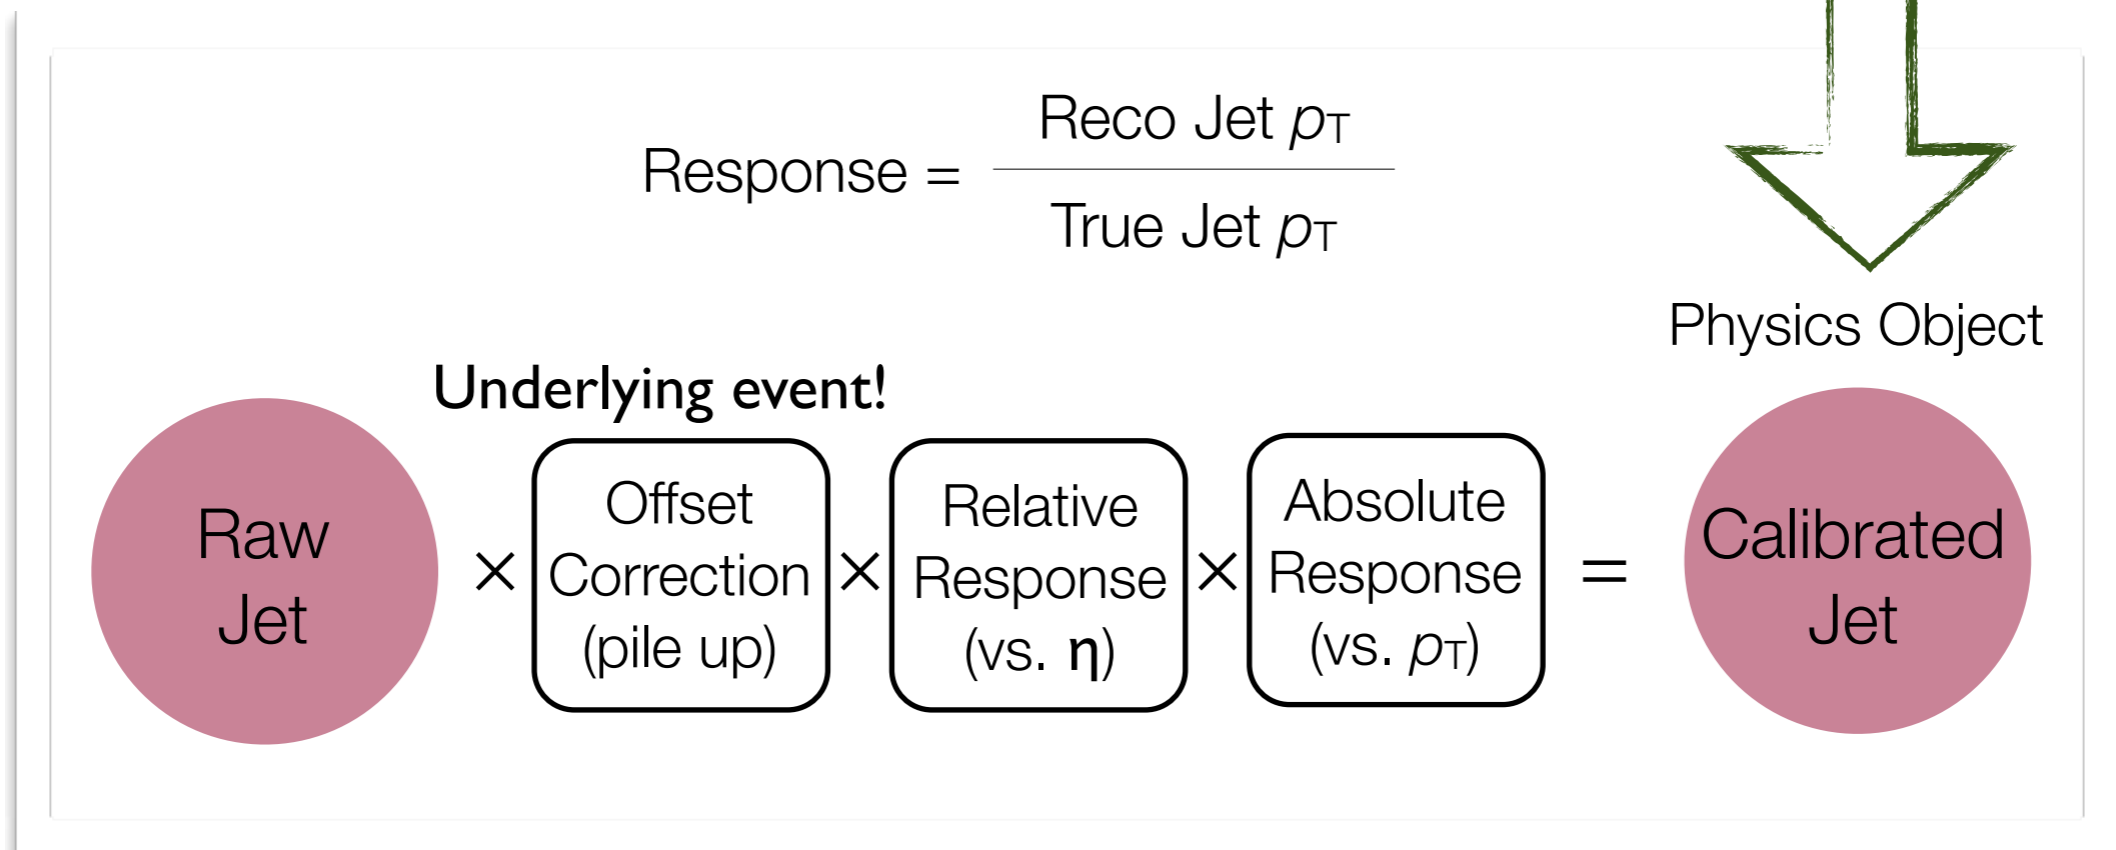 Reco Jet pT
Response =
True Jet pT
Physics Object
Underlying event!
Raw
Jet
×
Offset
Correction
(pile up)
×
Relative
Response
(vs. η)
×
Absolute
Response
(vs. pT)
=
Calibrated
Jet